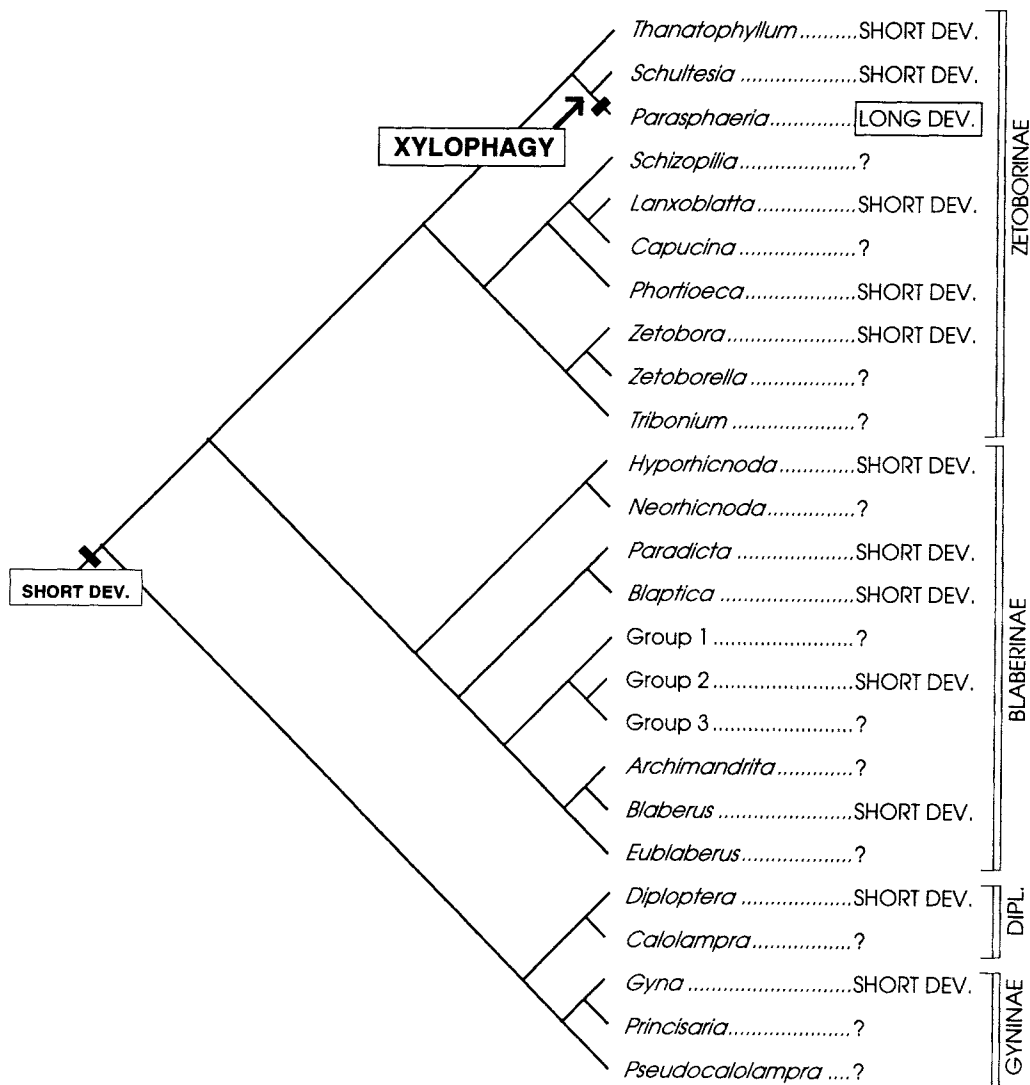 Thanatophyllum..........SHORT DEV.
Schultesia....................SHORT DEV.
Parasphaeria...............LONG DEV.
XYLOPHAGY
Schizopilia....................?
Lanxoblatta.................SHORT DEV.
Capucina....................?
Phortioeca..................SHORT DEV.
Zetobora.....................SHORT DEV.
Zetoborella.................?
Tribonium....................?
ZETOBORINAE
Hyporhicnoda.............SHORT DEV.
Neorhicnoda...............?
Paradicta....................SHORT DEV.
Blaptica.......................SHORT DEV.
SHORT DEV.
Group 1.......................?
Group 2.......................SHORT DEV.
Group 3.......................?
Archimandrita.............?
Blaberus......................SHORT DEV.
Eublaberus..................?
BLABERINAE
Diploptera...................SHORT DEV.
Calolampra.................?
DIPL.
Gyna............................SHORT DEV.
Princisaria....................?
Pseudocalolampra ....?
GYNINAE